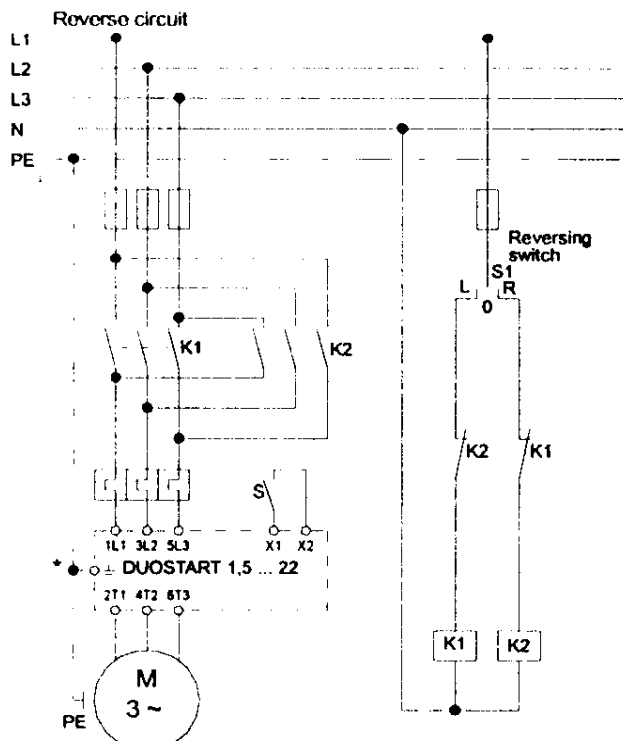 Reverse circuit
L1
L2
L3
N
PE
Reversing
switch
S1
L R
0
K1 K2
K2 K1
S
1L1 3L2 5L3 X1 X2
* DUOSTART 1,5 ... 22
2T1 4T2 6T3
K1 K2
M
3 ~
PE